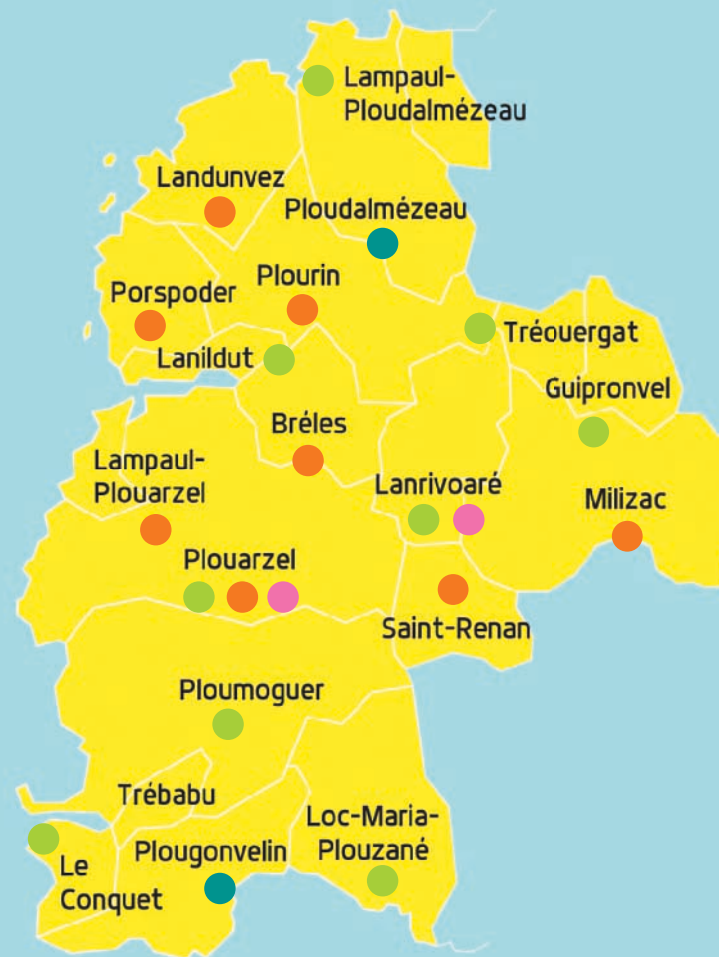 Lampaul-
Ploudalmézeau
Landunvez
Ploudalmézeau
Plourin
Porspoder
Tréouergat
Lanildut
Guipronvel
Bréles
Lampaul-
Plouarzel
Lanrivoaré
Milizac
Plouarzel
Saint-Renan
Ploumoguer
Trébabu
Loc-Maria-
Plouzané
Plougonvelin
Le
Conquet